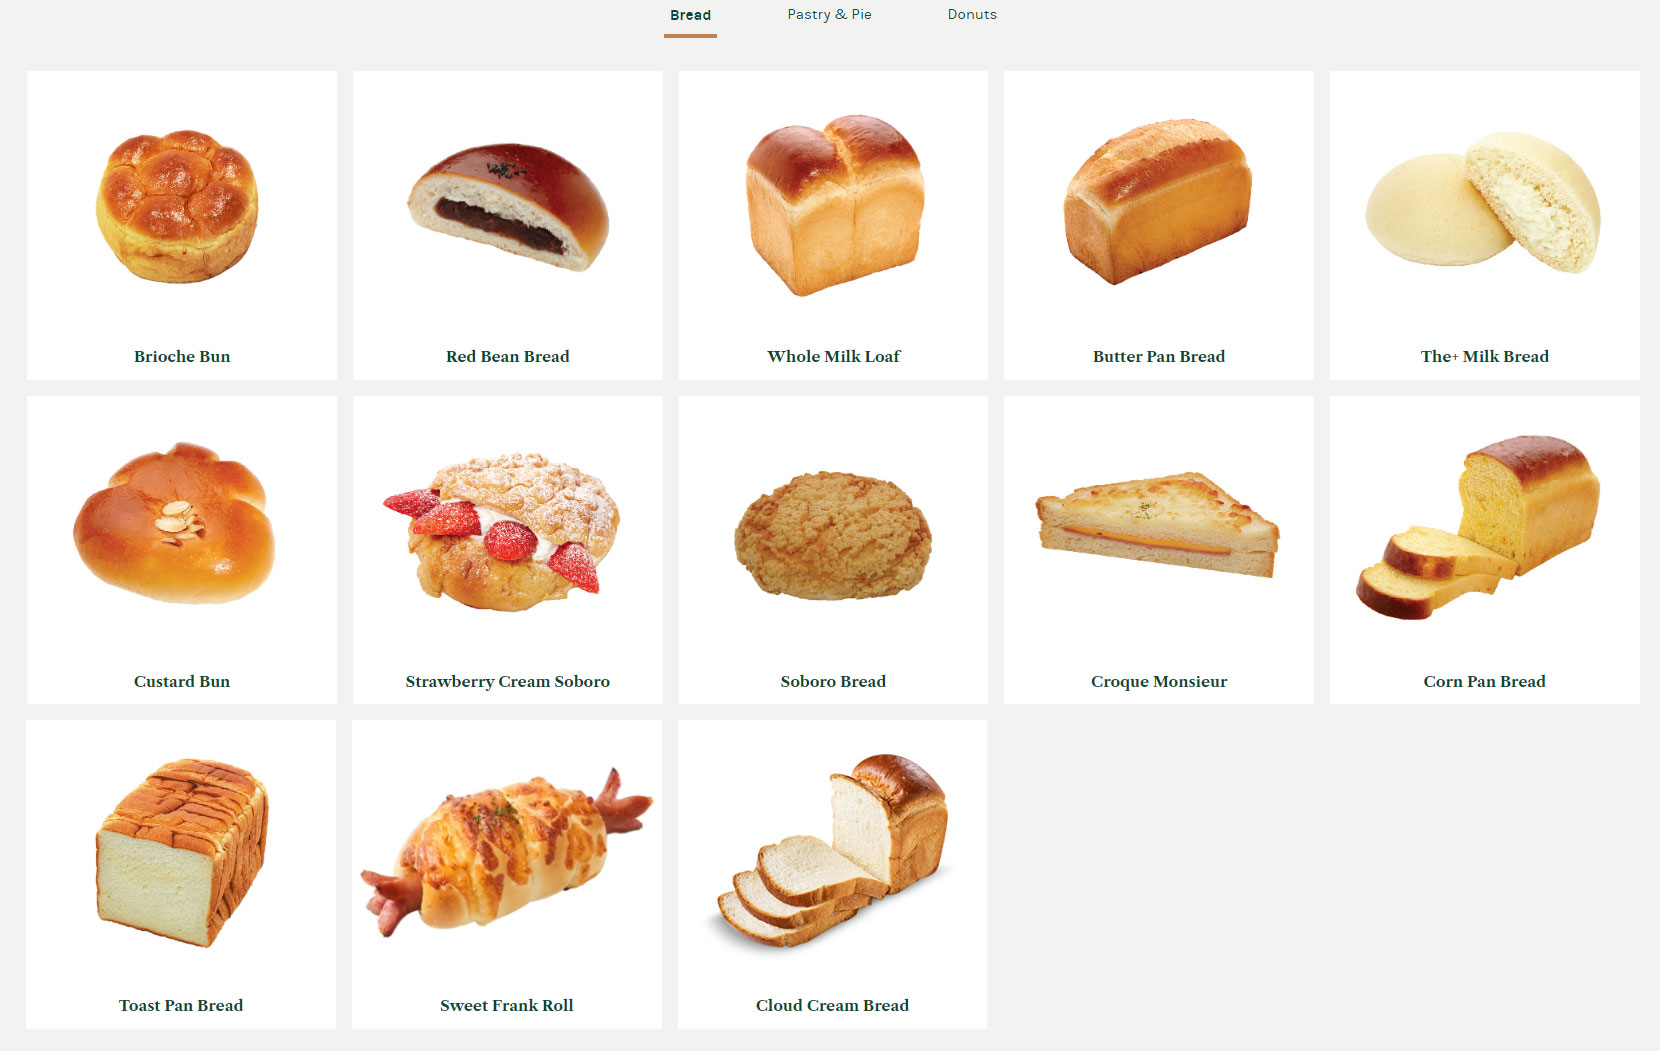 Bread
Pastry & Pie
Donuts
Brioche Bun
Red Bean Bread
Whole Milk Loaf
Butter Pan Bread
The+ Milk Bread
Custard Bun
Strawberry Cream Soboro
Soboro Bread
Croque Monsieur
Corn Pan Bread
Toast Pan Bread
Sweet Frank Roll
Cloud Cream Bread